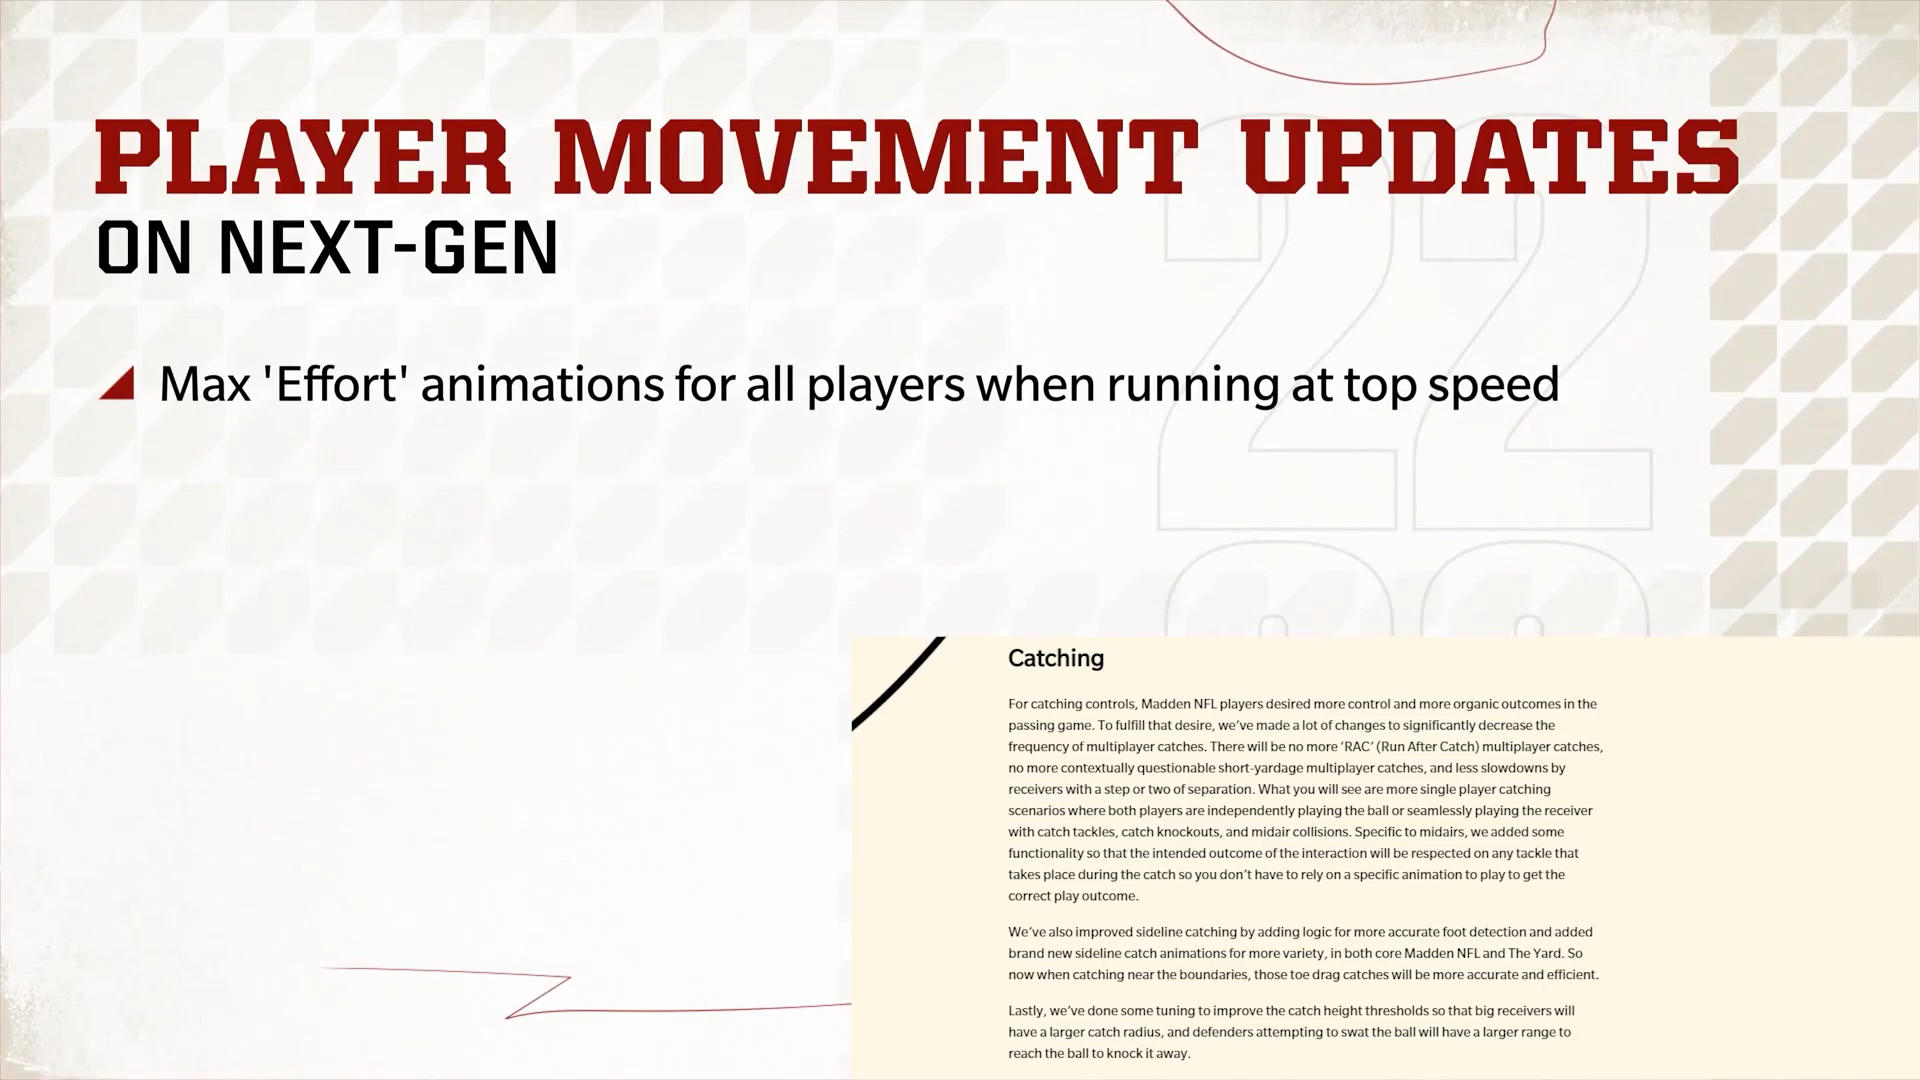 PLAYER MOVEMENT UPDATES
ON NEXT-GEN
Max 'Effort' animations for all players when running at top speed
22
22
Catching
For catching controls, Madden NFL players desired more control and more organic outcomes in the
passing game. To fulfill that desire, we’ve made a lot of changes to significantly decrease the
frequency of multiplayer catches. There will be no more ‘RAC’ (Run After Catch) multiplayer catches,
no more contextually questionable short-yardage multiplayer catches, and less slowdowns by
receivers with a step or two of separation. What you will see are more single player catching
scenarios where both players are independently playing the ball or seamlessly playing the receiver
with catch tackles, catch knockouts, and midair collisions. Specific to midairs, we added some
functionality so that the intended outcome of the interaction will be respected on any tackle that
takes place during the catch so you don’t have to rely on a specific animation to play to get the
correct play outcome.
We’ve also improved sideline catching by adding logic for more accurate foot detection and added
brand new sideline catch animations for more variety, in both core Madden NFL and The Yard. So
now when catching near the boundaries, those toe drag catches will be more accurate and efficient.
Lastly, we’ve done some tuning to improve the catch height thresholds so that big receivers will
have a larger catch radius, and defenders attempting to swat the ball will have a larger range to
reach the ball to knock it away.